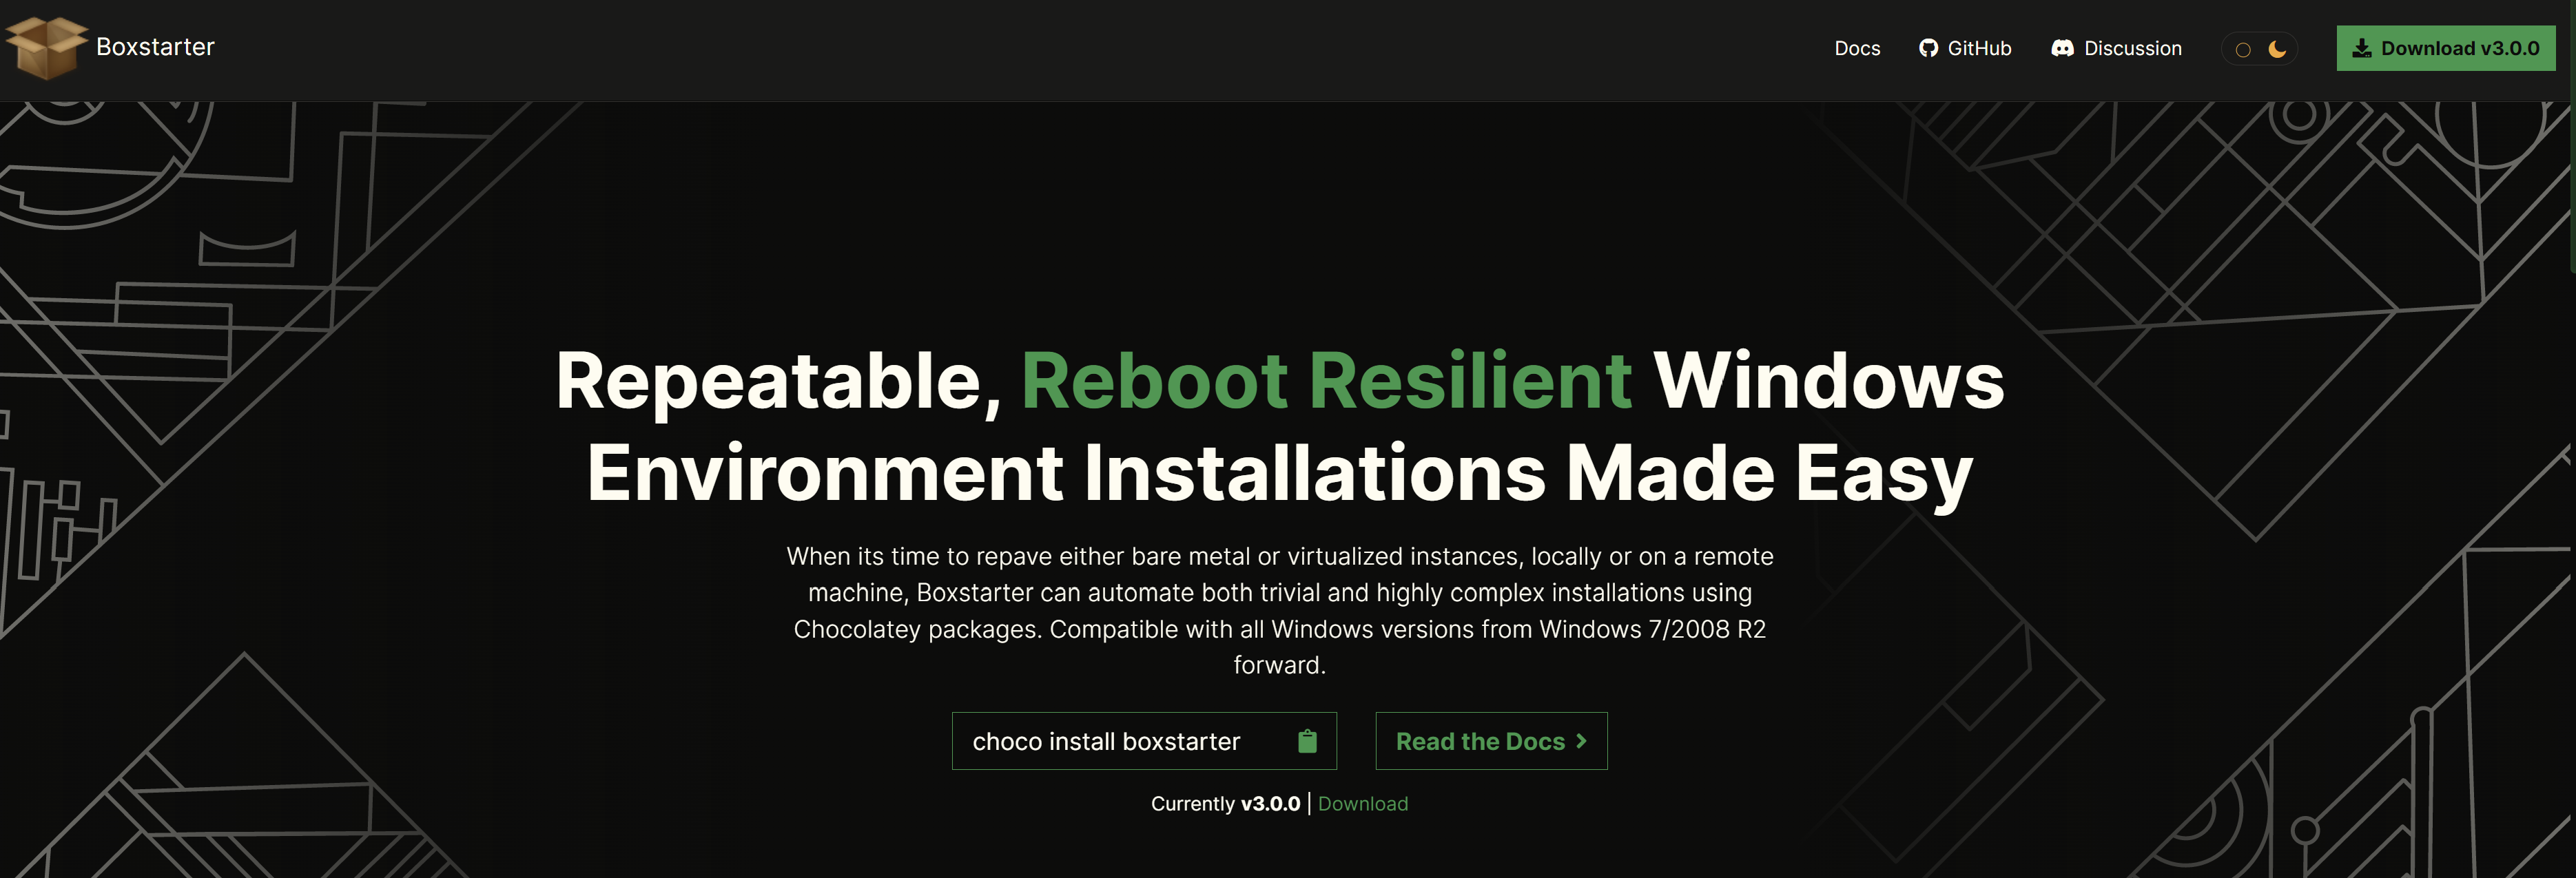 Boxstarter
Docs
GitHub
Discussion
Download v3.0.0
Repeatable, Reboot Resilient Windows
Environment Installations Made Easy
When its time to repave either bare metal or virtualized instances, locally or on a remote
machine, Boxstarter can automate both trivial and highly complex installations using
Chocolatey packages. Compatible with all Windows versions from Windows 7/2008 R2
forward.
choco install boxstarter
Read the Docs
Currently v3.0.0 | Download